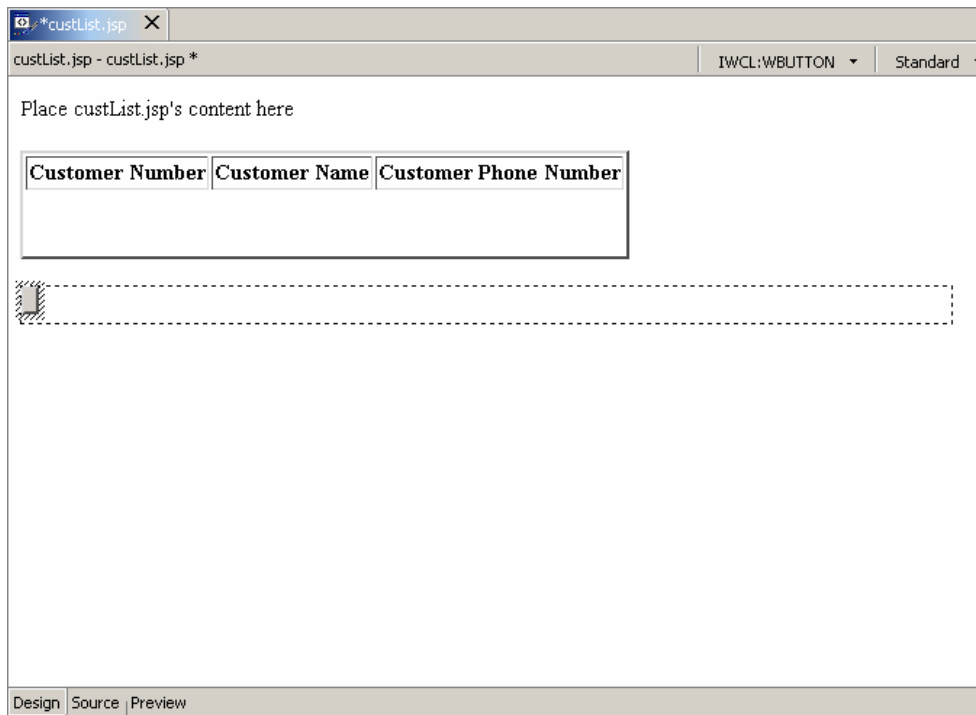 *custList.jsp X
custList.jsp - custList.jsp * IWCL:WBUTTON Standard
Place custList.jsp's content here
Customer Number Customer Name Customer Phone Number
Design Source Preview